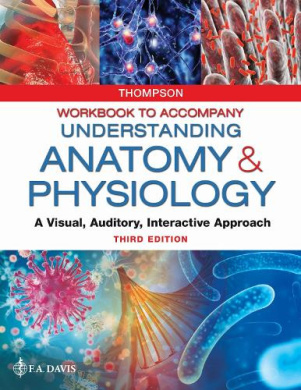 THOMPSON
WORKBOOK TO ACCOMPANY
UNDERSTANDING
ANATOMY &
PHYSIOLOGY
A Visual, Auditory, Interactive Approach
THIRD EDITION
F.A. DAVIS